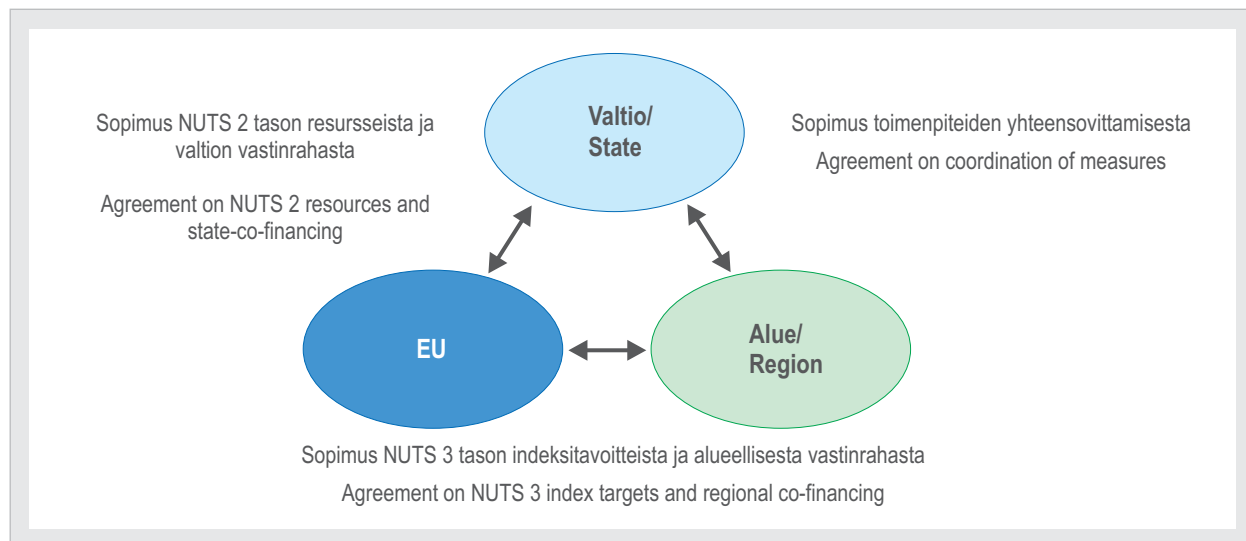 Valtio/
State
Sopimus NUTS 2 tason resursseista ja
valtion vastinrahasta
Agreement on NUTS 2 resources and
state-co-financing
Sopimus toimenpiteiden yhteensovittamisesta
Agreement on coordination of measures
EU
Alue/
Region
Sopimus NUTS 3 tason indeksitavoitteista ja alueellisesta vastinrahasta
Agreement on NUTS 3 index targets and regional co-financing